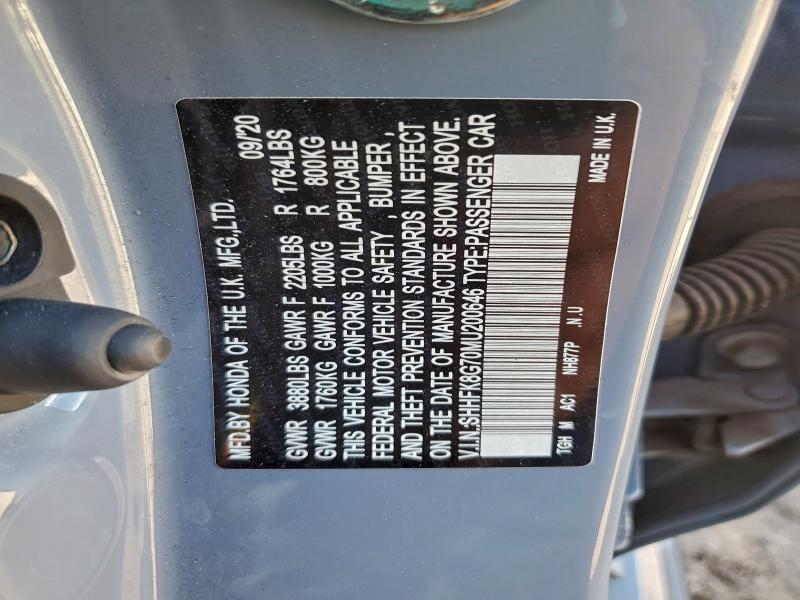 MFD.BY HONDA OF THE U.K. MFG.,LTD. 09/'20
GVWR 3880LBS GAWR F 2205LBS R 1764LBS
GVWR 1760KG GAWR F 1000KG R 800KG
THIS VEHICLE CONFORMS TO ALL APPLICABLE
FEDERAL MOTOR VEHICLE SAFETY , BUMPER ,
AND THEFT PREVENTION STANDARDS IN EFFECT
ON THE DATE OF MANUFACTURE SHOWN ABOVE.
V.I.N.:SHHFK8G70MU200646 TYPE:PASSENGER CAR
TGH M AC1 NH877P .N.U MADE IN U.K.